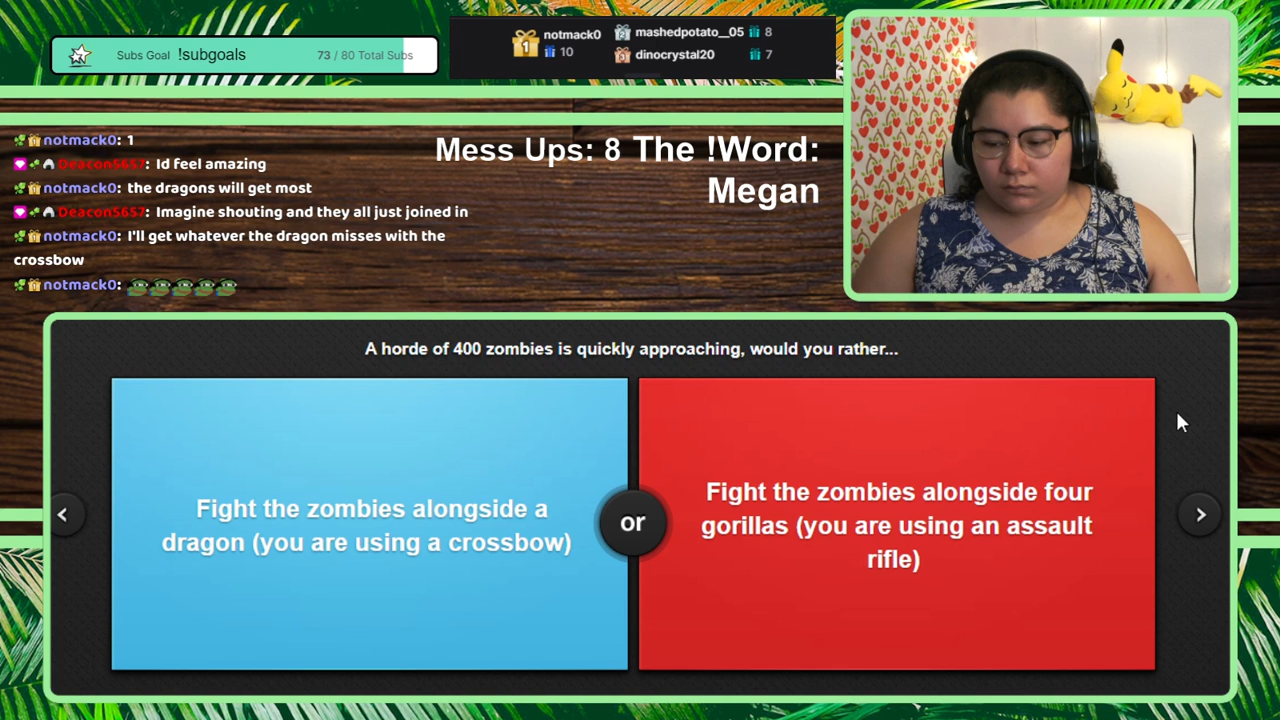 Subs Goal !subgoals 73 / 80 Total Subs
1 notmack0 10
2 mashedpotato__05 8
3 dinocrystal20 7
notmack0: 1
Deacon5657: Id feel amazing
notmack0: the dragons will get most
Deacon5657: Imagine shouting and they all just joined in
notmack0: I'll get whatever the dragon misses with the
crossbow
notmack0:
Mess Ups: 8 The !Word:
Megan
A horde of 400 zombies is quickly approaching, would you rather...
Fight the zombies alongside a
dragon (you are using a crossbow)
or
Fight the zombies alongside four
gorillas (you are using an assault
rifle)